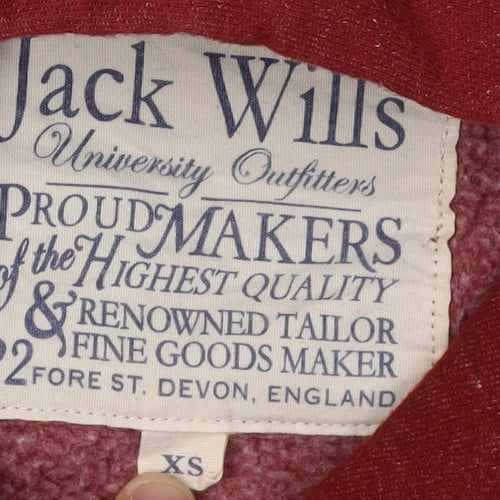 Jack Wills
University Outfitters
PROUD MAKERS
of the HIGHEST QUALITY
& RENOWNED TAILOR
FINE GOODS MAKER
22 FORE ST, DEVON, ENGLAND
XS